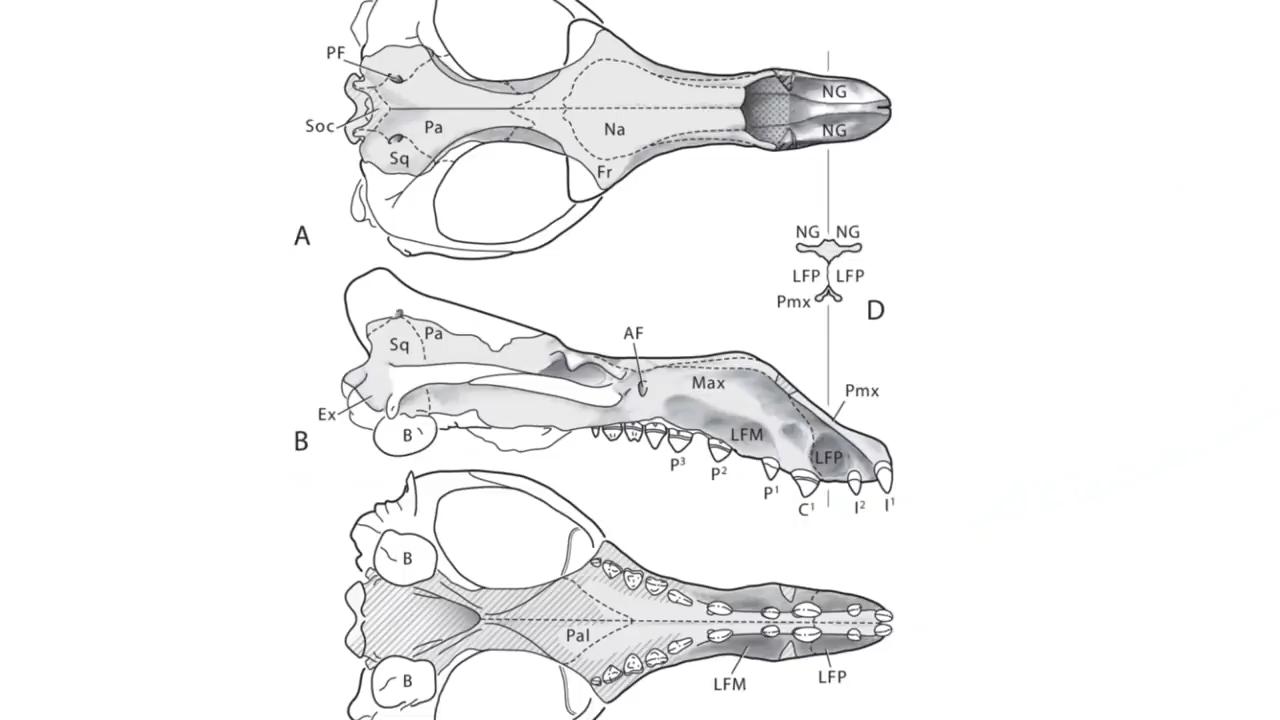 PF
NG
Soc
Pa
Na
NG
Sq
Fr
A
NG NG
LFP LFP
Pmx
D
AF
Pa
Sq
Max
Pmx
Ex
B
B
LFM
LFP
P³
P²
P¹
C¹
I²
I¹
B
Pal
B
LFM
LFP